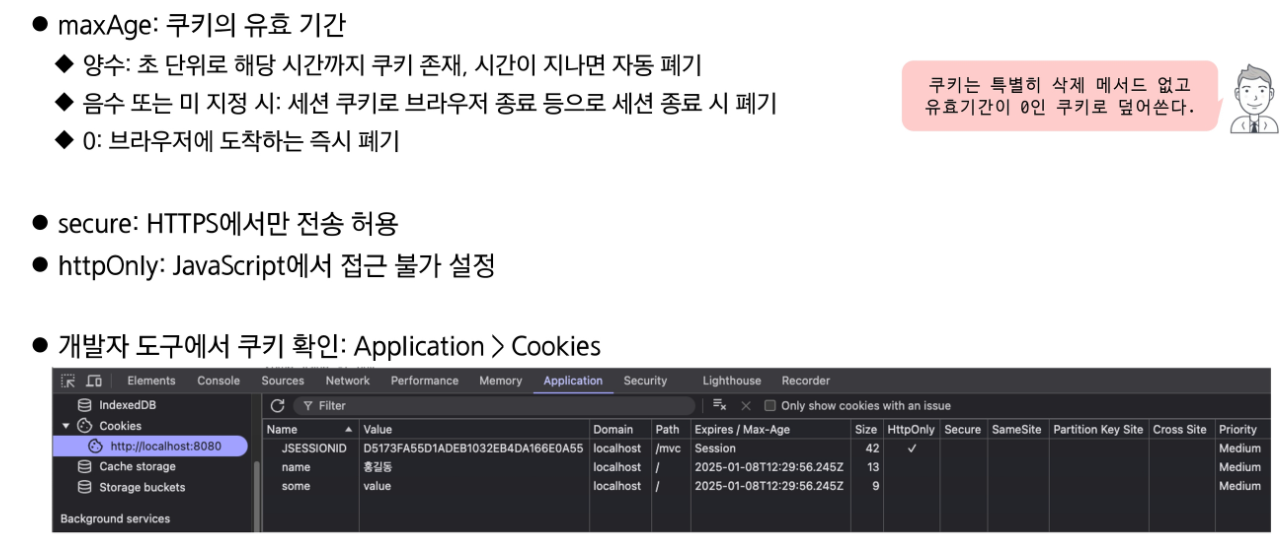 ● maxAge: 쿠키의 유효 기간
◆ 양수: 초 단위로 해당 시간까지 쿠키 존재, 시간이 지나면 자동 폐기
◆ 음수 또는 미 지정 시: 세션 쿠키로 브라우저 종료 등으로 세션 종료 시 폐기
◆ 0: 브라우저에 도착하는 즉시 폐기
쿠키는 특별히 삭제 메서드 없고
유효기간이 0인 쿠키로 덮어쓴다.
● secure: HTTPS에서만 전송 허용
● httpOnly: JavaScript에서 접근 불가 설정
● 개발자 도구에서 쿠키 확인: Application > Cookies
Elements Console Sources Network Performance Memory Application Security Lighthouse Recorder
IndexedDB
Cookies
http://localhost:8080
Cache storage
Storage buckets
Background services
Filter Only show cookies with an issue
Name Value Domain Path Expires / Max-Age Size HttpOnly Secure SameSite Partition Key Site Cross Site Priority
JSESSIONID D5173FA55D1ADEB1032EB4DA166E0A55 localhost /mvc Session 42 ✓ Medium
name 홍길동 localhost / 2025-01-08T12:29:56.245Z 13 Medium
some value localhost / 2025-01-08T12:29:56.245Z 9 Medium